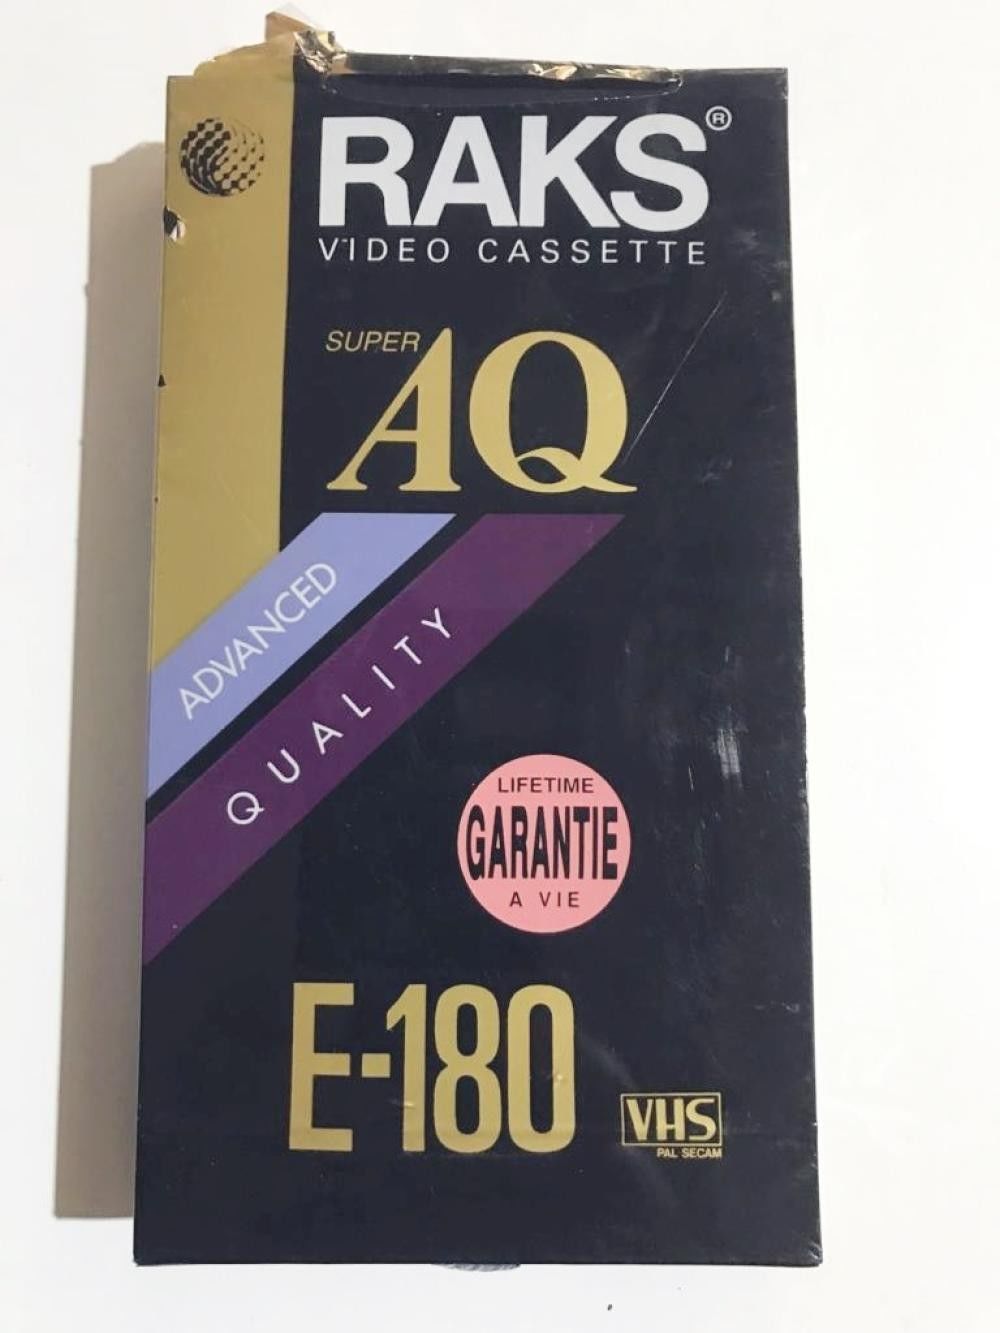 RAKS®
VIDEO CASSETTE
SUPER
AQ
ADVANCED
QUALITY
LIFETIME
GARANTIE
A VIE
E-180
VHS
PAL SECAM